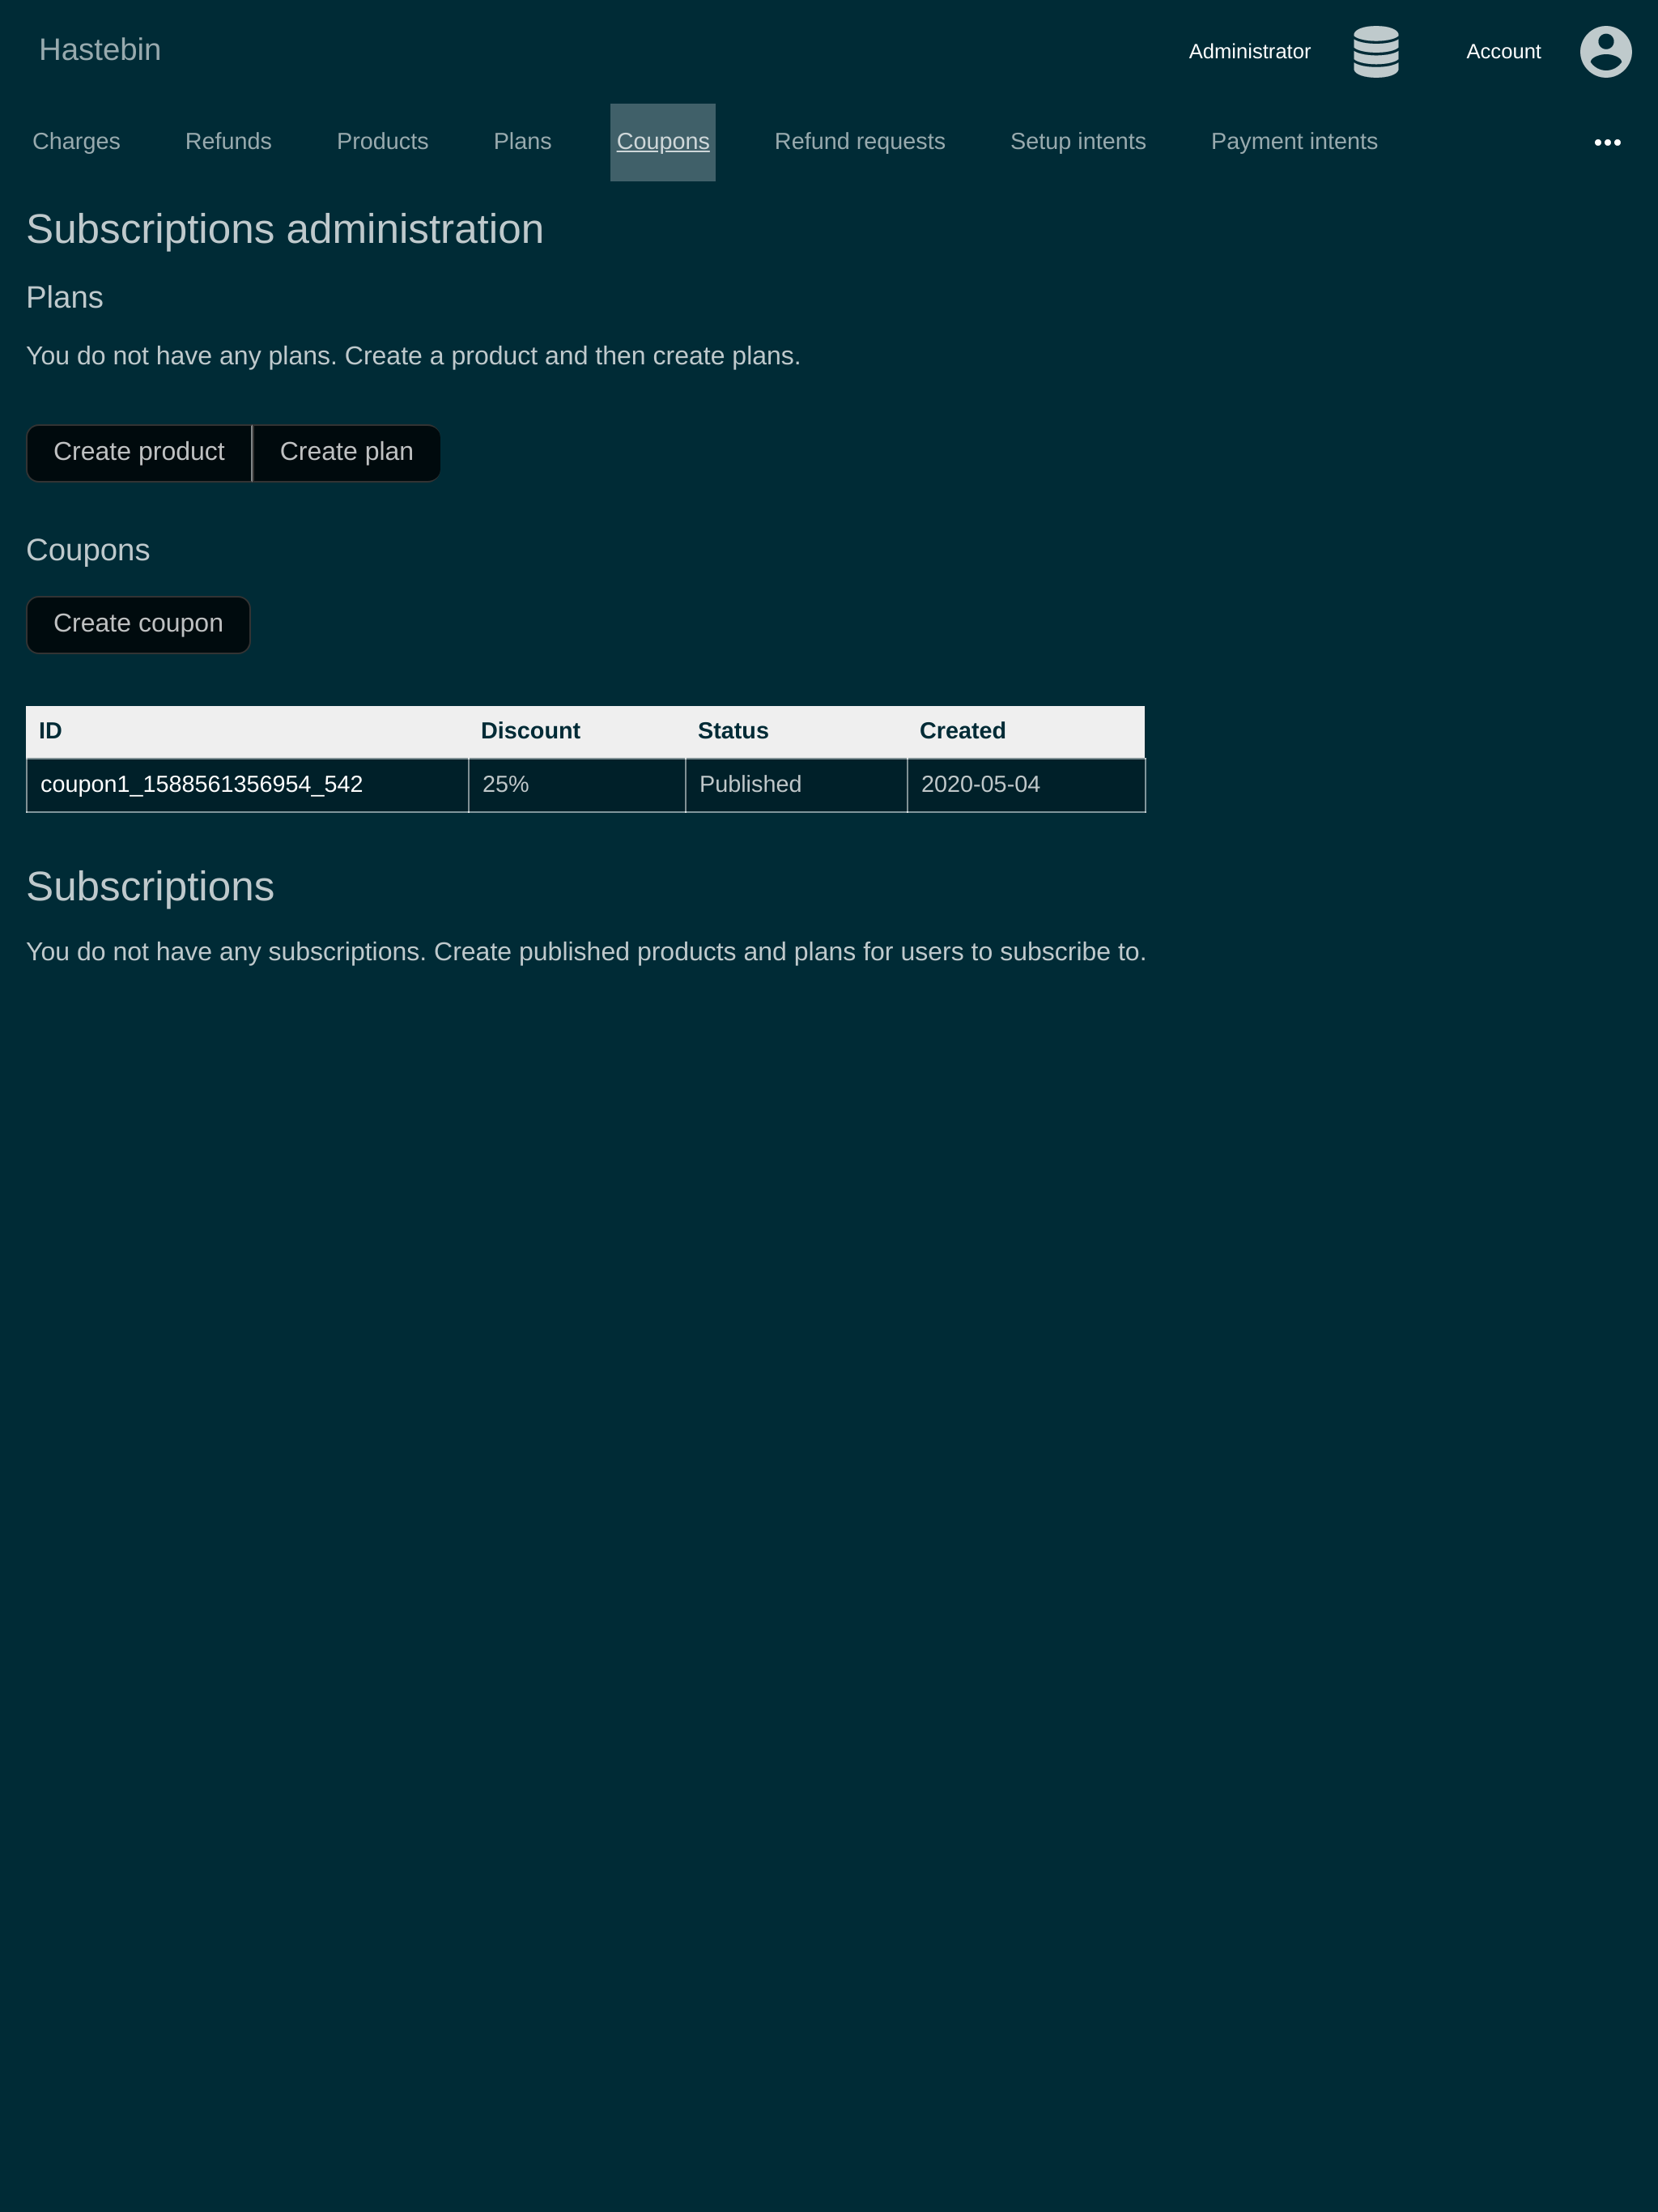 Hastebin
Administrator
Account
Charges Refunds Products Plans Coupons Refund requests Setup intents Payment intents •••
Subscriptions administration
Plans
You do not have any plans. Create a product and then create plans.
Create product Create plan
Coupons
Create coupon
ID Discount Status Created
coupon1_1588561356954_542 25% Published 2020-05-04
Subscriptions
You do not have any subscriptions. Create published products and plans for users to subscribe to.